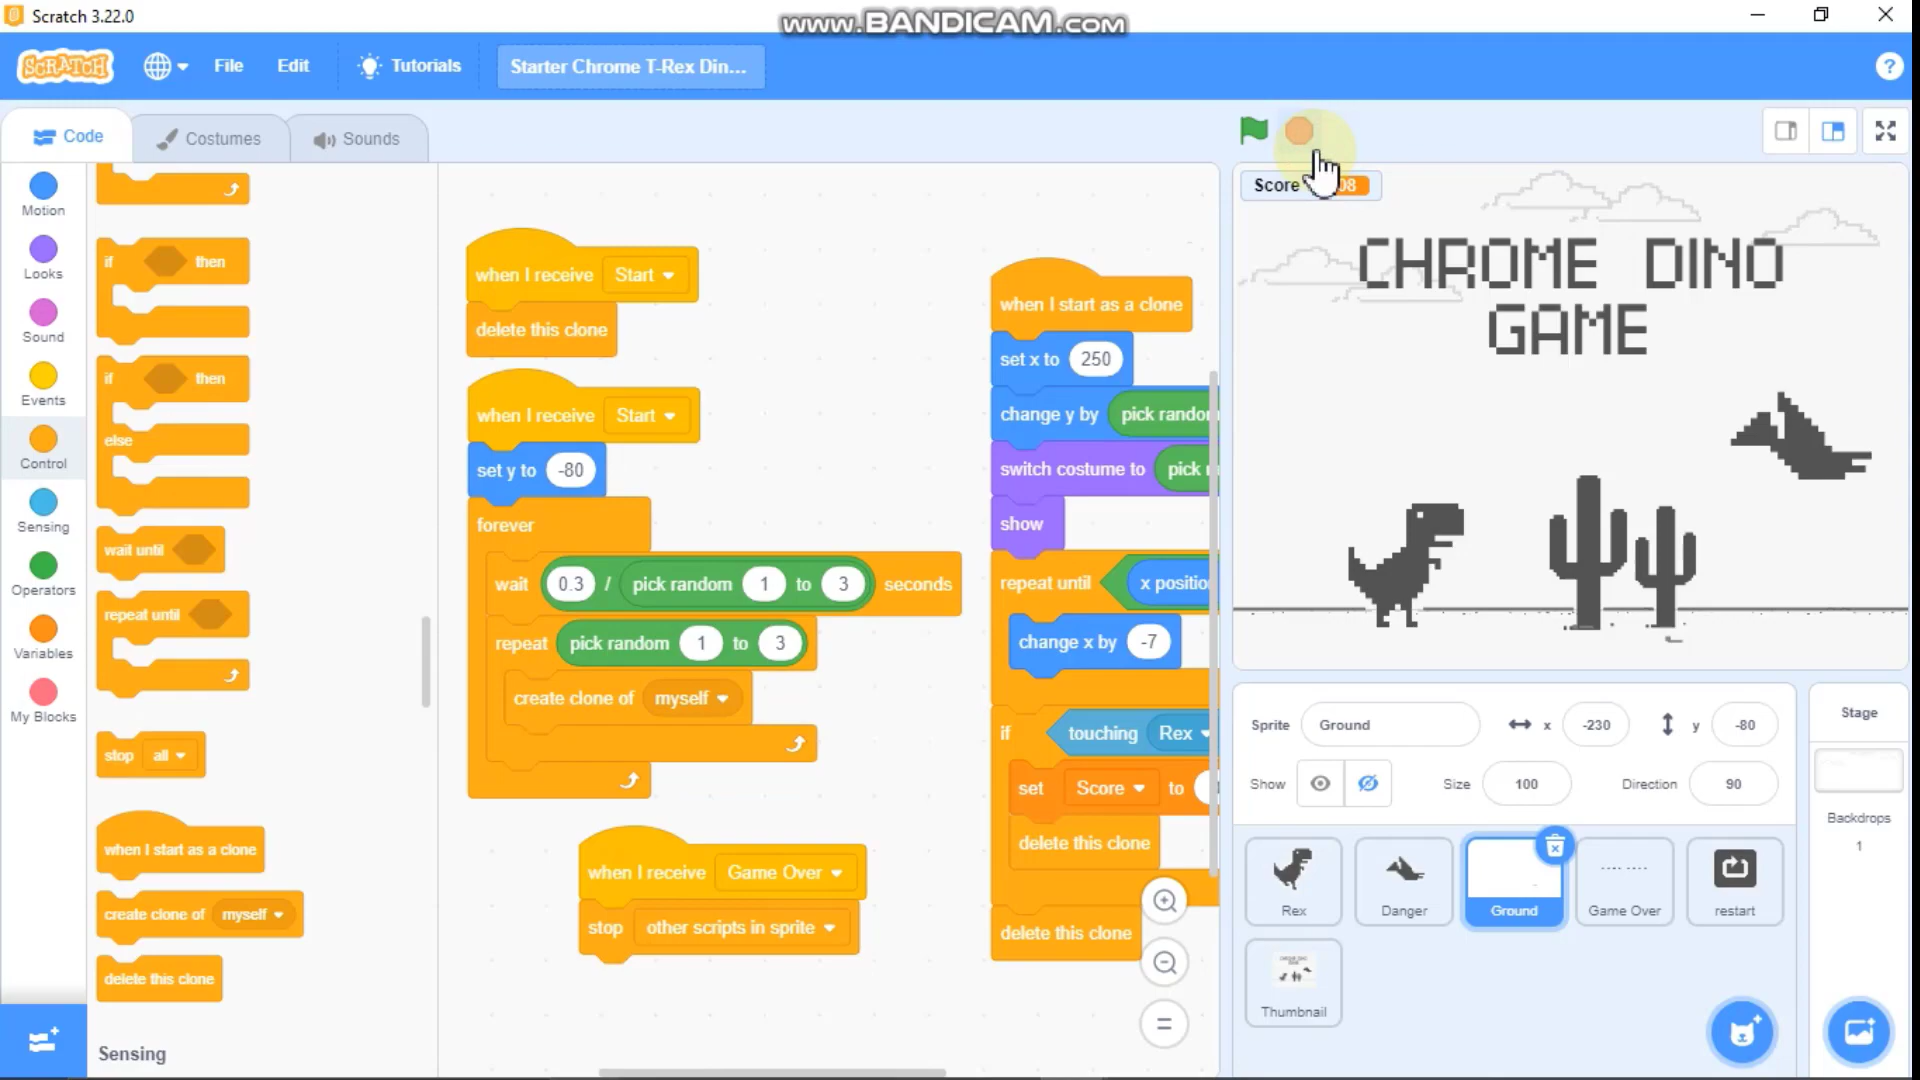 Scratch 3.22.0
www.BANDICAM.com
SCRATCH
File
Edit
Tutorials
Starter Chrome T-Rex Din...
?
Code
Costumes
Sounds
Motion
Looks
Sound
Events
Control
Sensing
Operators
Variables
My Blocks
if then
if then
else
wait until
repeat until
stop all
when I start as a clone
create clone of myself
delete this clone
Sensing
when I receive Start
delete this clone
when I receive Start
set y to -80
forever
wait 0.3 / pick random 1 to 3 seconds
repeat pick random 1 to 3
create clone of myself
when I receive Game Over
stop other scripts in sprite
when I start as a clone
set x to 250
change y by pick
switch costume to pick
show
repeat until x
change x by -7
if touching Rex
set Score to
delete this clone
delete this clone
Score
CHROME DINO
GAME
Sprite Ground x -230 y -80
Show Size 100 Direction 90
Rex
Danger
Ground
Game Over
restart
Thumbnail
Stage
Backdrops
1